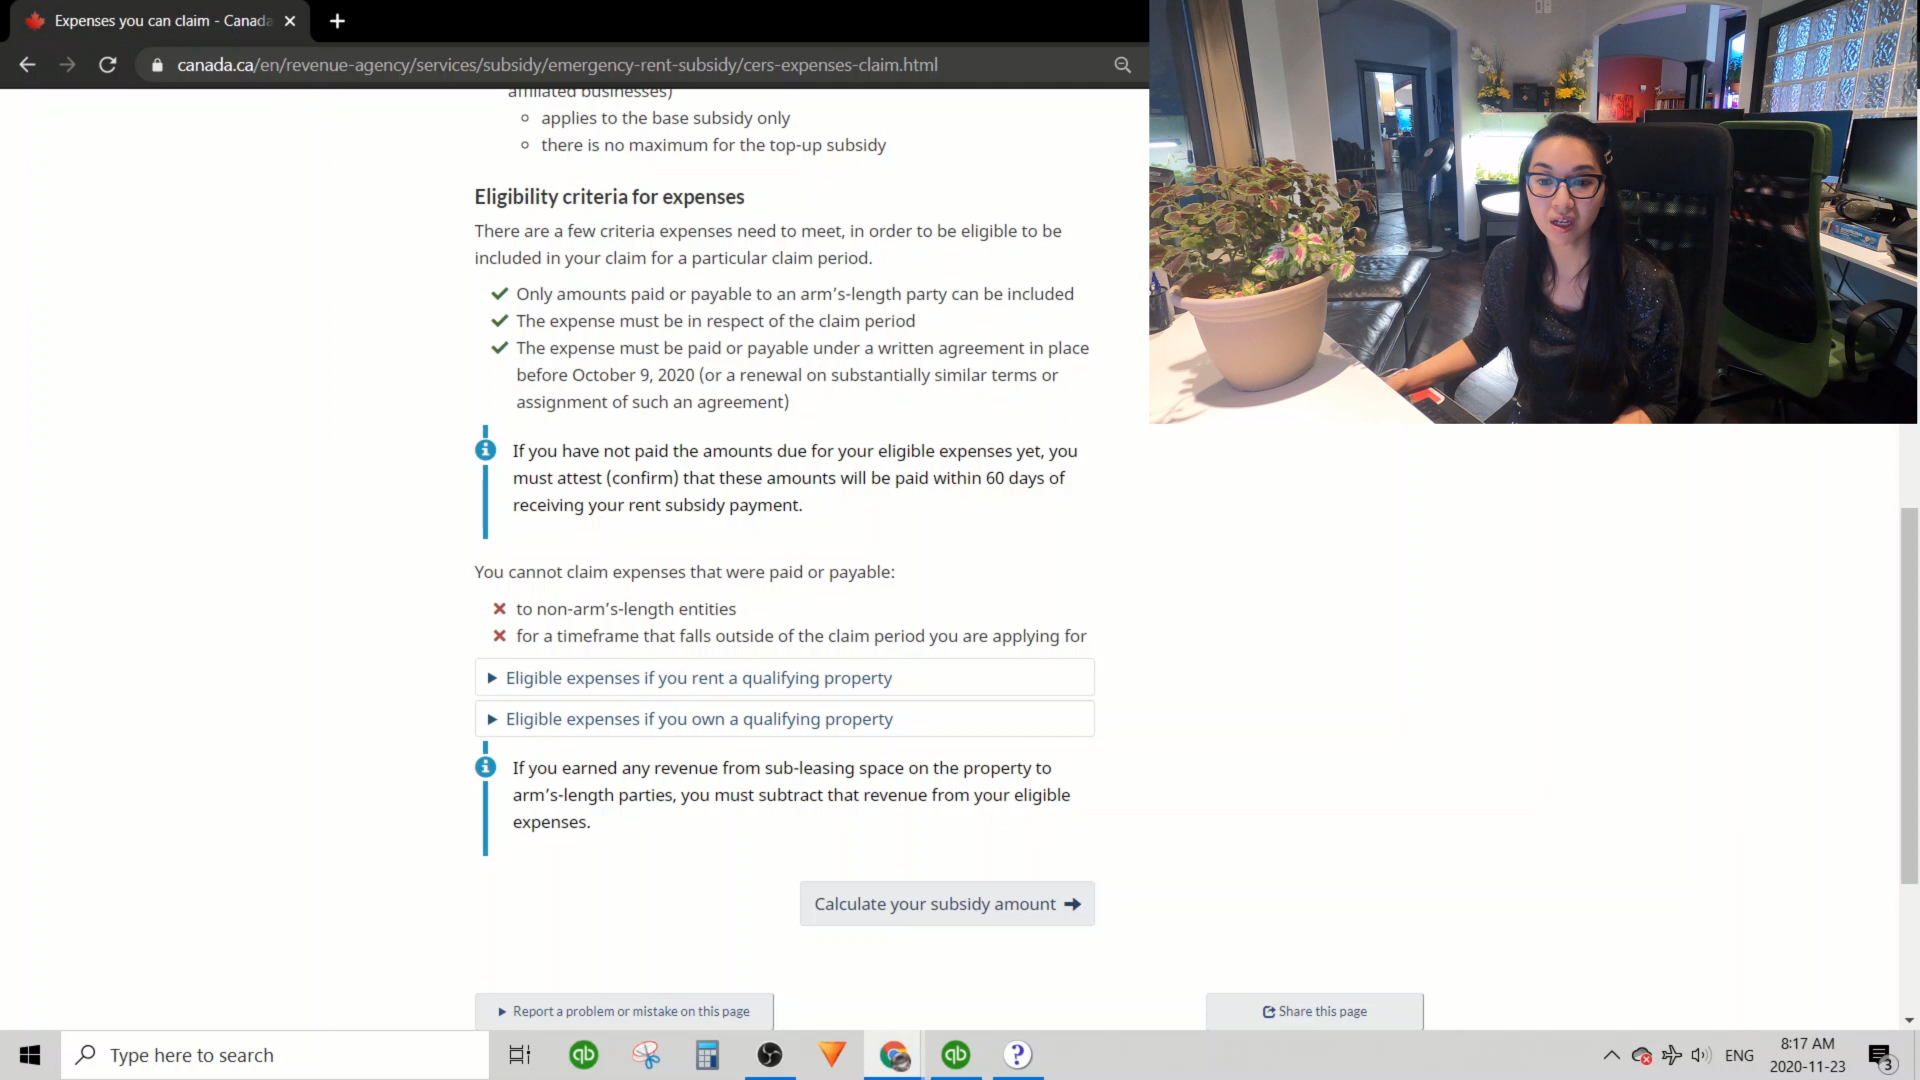 Expenses you can claim - Canada
canada.ca/en/revenue-agency/services/subsidy/emergency-rent-subsidy/cers-expenses-claim.html
affiliated businesses)
applies to the base subsidy only
there is no maximum for the top-up subsidy
Eligibility criteria for expenses
There are a few criteria expenses need to meet, in order to be eligible to be
included in your claim for a particular claim period.
Only amounts paid or payable to an arm's-length party can be included
The expense must be in respect of the claim period
The expense must be paid or payable under a written agreement in place
before October 9, 2020 (or a renewal on substantially similar terms or
assignment of such an agreement)
If you have not paid the amounts due for your eligible expenses yet, you
must attest (confirm) that these amounts will be paid within 60 days of
receiving your rent subsidy payment.
You cannot claim expenses that were paid or payable:
to non-arm's-length entities
for a timeframe that falls outside of the claim period you are applying for
Eligible expenses if you rent a qualifying property
Eligible expenses if you own a qualifying property
If you earned any revenue from sub-leasing space on the property to
arm's-length parties, you must subtract that revenue from your eligible
expenses.
Calculate your subsidy amount
Report a problem or mistake on this page
Share this page
Type here to search
qb
qb
?
ENG
8:17 AM
2020-11-23
3